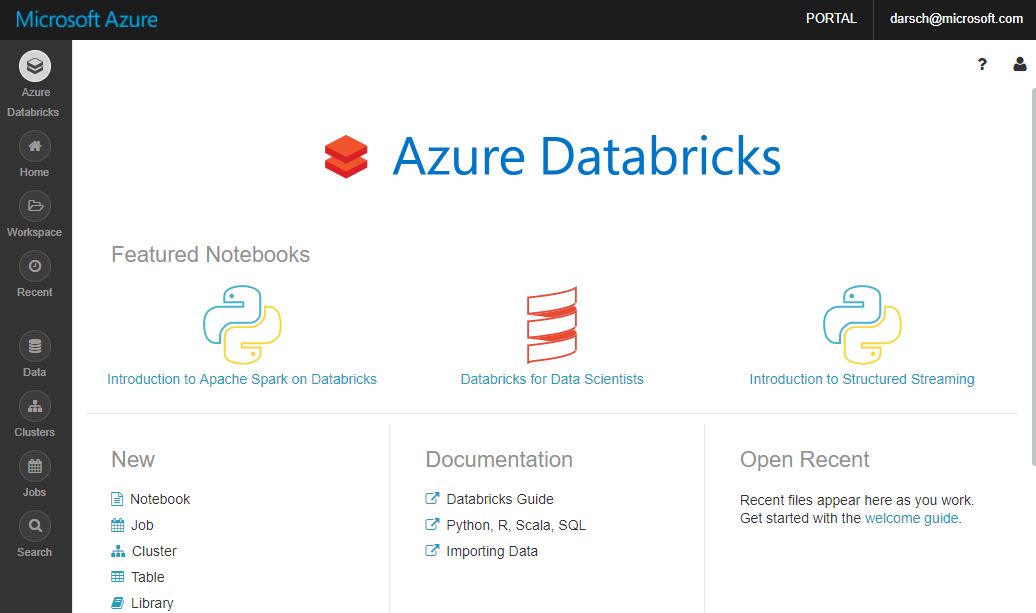 Microsoft Azure
PORTAL
darsch@microsoft.com
?
Azure
Databricks
Home
Workspace
Recent
Data
Clusters
Jobs
Search
Azure Databricks
Featured Notebooks
Introduction to Apache Spark on Databricks
Databricks for Data Scientists
Introduction to Structured Streaming
New
Notebook
Job
Cluster
Table
Library
Documentation
Databricks Guide
Python, R, Scala, SQL
Importing Data
Open Recent
Recent files appear here as you work.
Get started with the welcome guide.